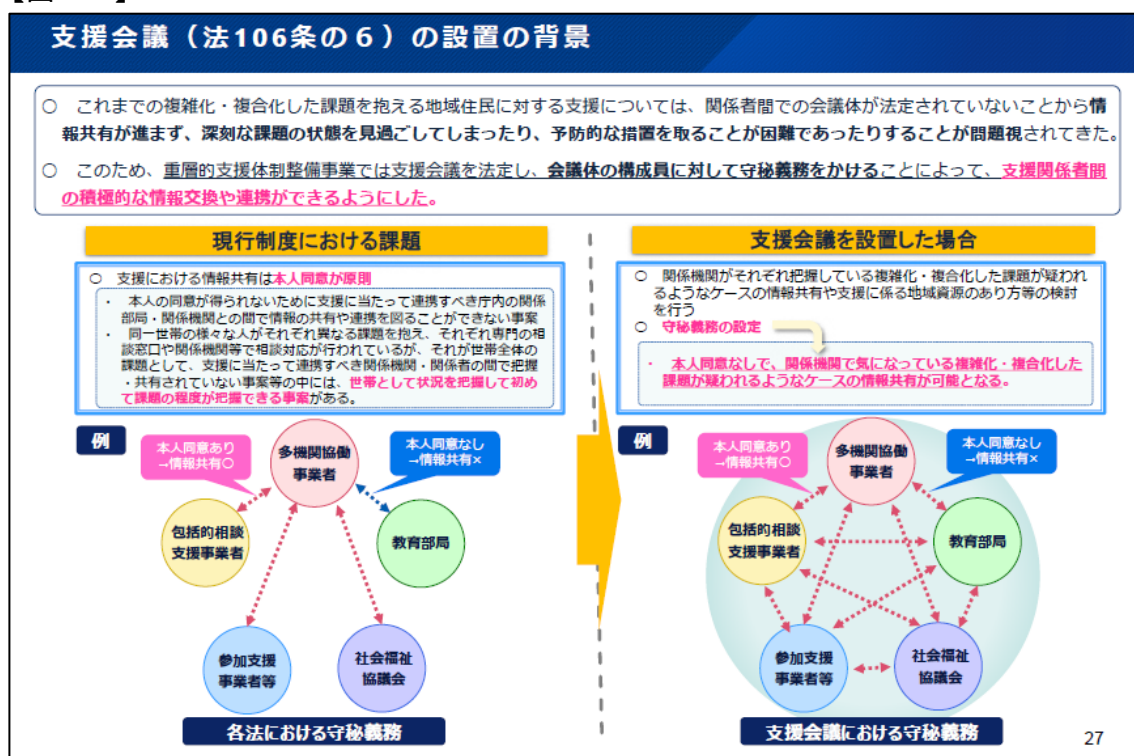 支援会議（法106条の６）の設置の背景
○　これまでの複雑化・複合化した課題を抱える地域住民に対する支援については、関係者間での会議体が法定されていないことから情
報共有が進まず、深刻な課題の状態を見過ごしてしまったり、予防的な措置を取ることが困難であったりすることが問題視されてきた。
○　このため、重層的支援体制整備事業では支援会議を法定し、会議体の構成員に対して守秘義務をかけることによって、支援関係者間
の積極的な情報交換や連携ができるようにした。
現行制度における課題
○　支援における情報共有は本人同意が原則
・　本人の同意が得られないために支援に当たって連携すべき庁内の関係
部局・関係機関との間で情報の共有や連携を図ることができない事案
・　同一世帯の様々な人がそれぞれ異なる課題を抱え、それぞれ専門の相
談窓口や関係機関等で相談対応が行われているが、それが世帯全体の
課題として、支援に当たって連携すべき関係機関・関係者の間で把握
・共有されていない事案等の中には、世帯として状況を把握して初め
て課題の程度が把握できる事案がある。
例
本人同意あり
→情報共有○
多機関協働
事業者
本人同意なし
→情報共有×
包括的相談
支援事業者
教育部局
参加支援
事業者等
社会福祉
協議会
各法における守秘義務
支援会議を設置した場合
○　関係機関がそれぞれ把握している複雑化・複合化した課題が疑われ
るようなケースの情報共有や支援に係る地域資源のあり方等の検討
を行う
○　守秘義務の設定
・　本人同意なしで、関係機関で気になっている複雑化・複合化した
課題が疑われるようなケースの情報共有が可能となる。
例
本人同意あり
→情報共有○
多機関協働
事業者
本人同意なし
→情報共有×
包括的相談
支援事業者
教育部局
参加支援
事業者等
社会福祉
協議会
支援会議における守秘義務
27